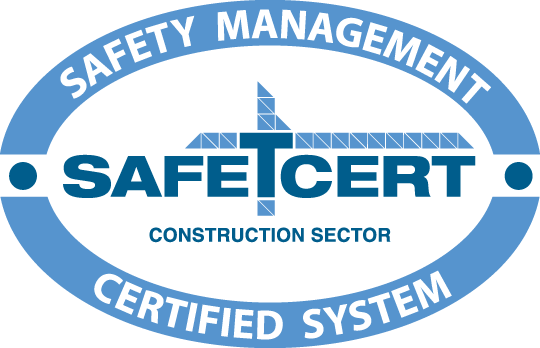 SAFETY MANAGEMENT
SAFETCERT
CONSTRUCTION SECTOR
CERTIFIED SYSTEM